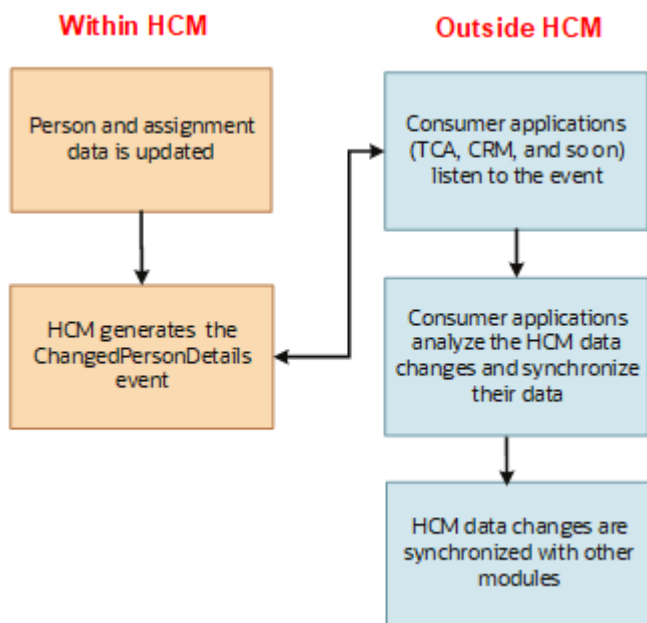 Within HCM
Outside HCM
Person and assignment
data is updated
HCM generates the
ChangedPersonDetails
event
Consumer applications
(TCA, CRM, and so on)
listen to the event
Consumer applications
analyze the HCM data
changes and synchronize
their data
HCM data changes are
synchronized with other
modules